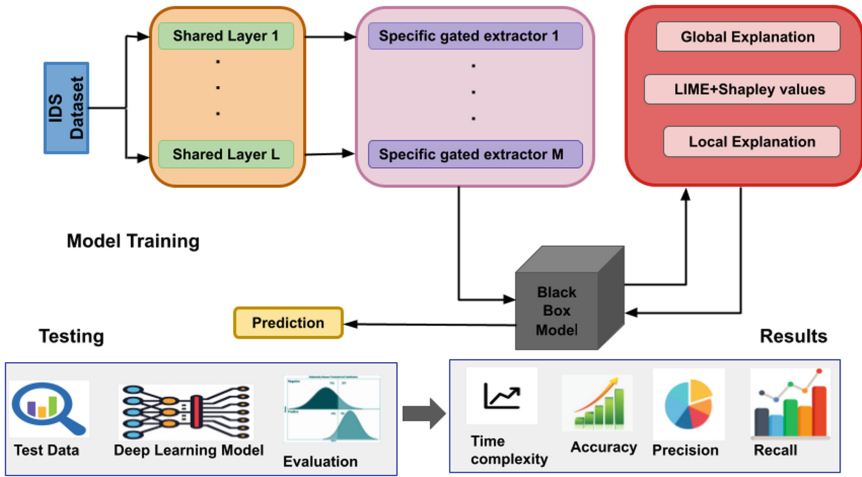 Shared Layer 1
Specific gated extractor 1
Global Explanation
IDS
Dataset
LIME+Shapley values
Shared Layer L
Specific gated extractor M
Local Explanation
Model Training
Black
Box
Model
Prediction
Testing
Results
Test Data
Deep Learning Model
Evaluation
Time
complexity
Accuracy
Precision
Recall